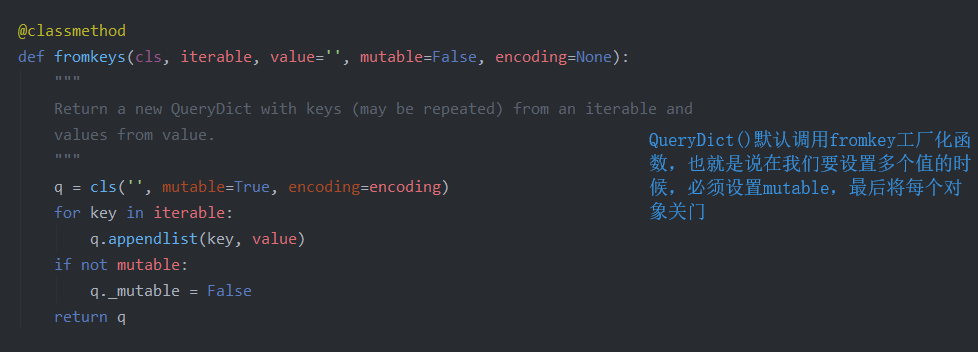 @classmethod
def fromkeys(cls, iterable, value='', mutable=False, encoding=None):
    """
    Return a new QueryDict with keys (may be repeated) from an iterable and
    values from value.
    """
    q = cls('', mutable=True, encoding=encoding)
    for key in iterable:
        q.appendlist(key, value)
    if not mutable:
        q._mutable = False
    return q
QueryDict()默认调用fromkey工厂化函
数，也就是说在我们要设置多个值的时
候，必须设置mutable，最后将每个对
象关门